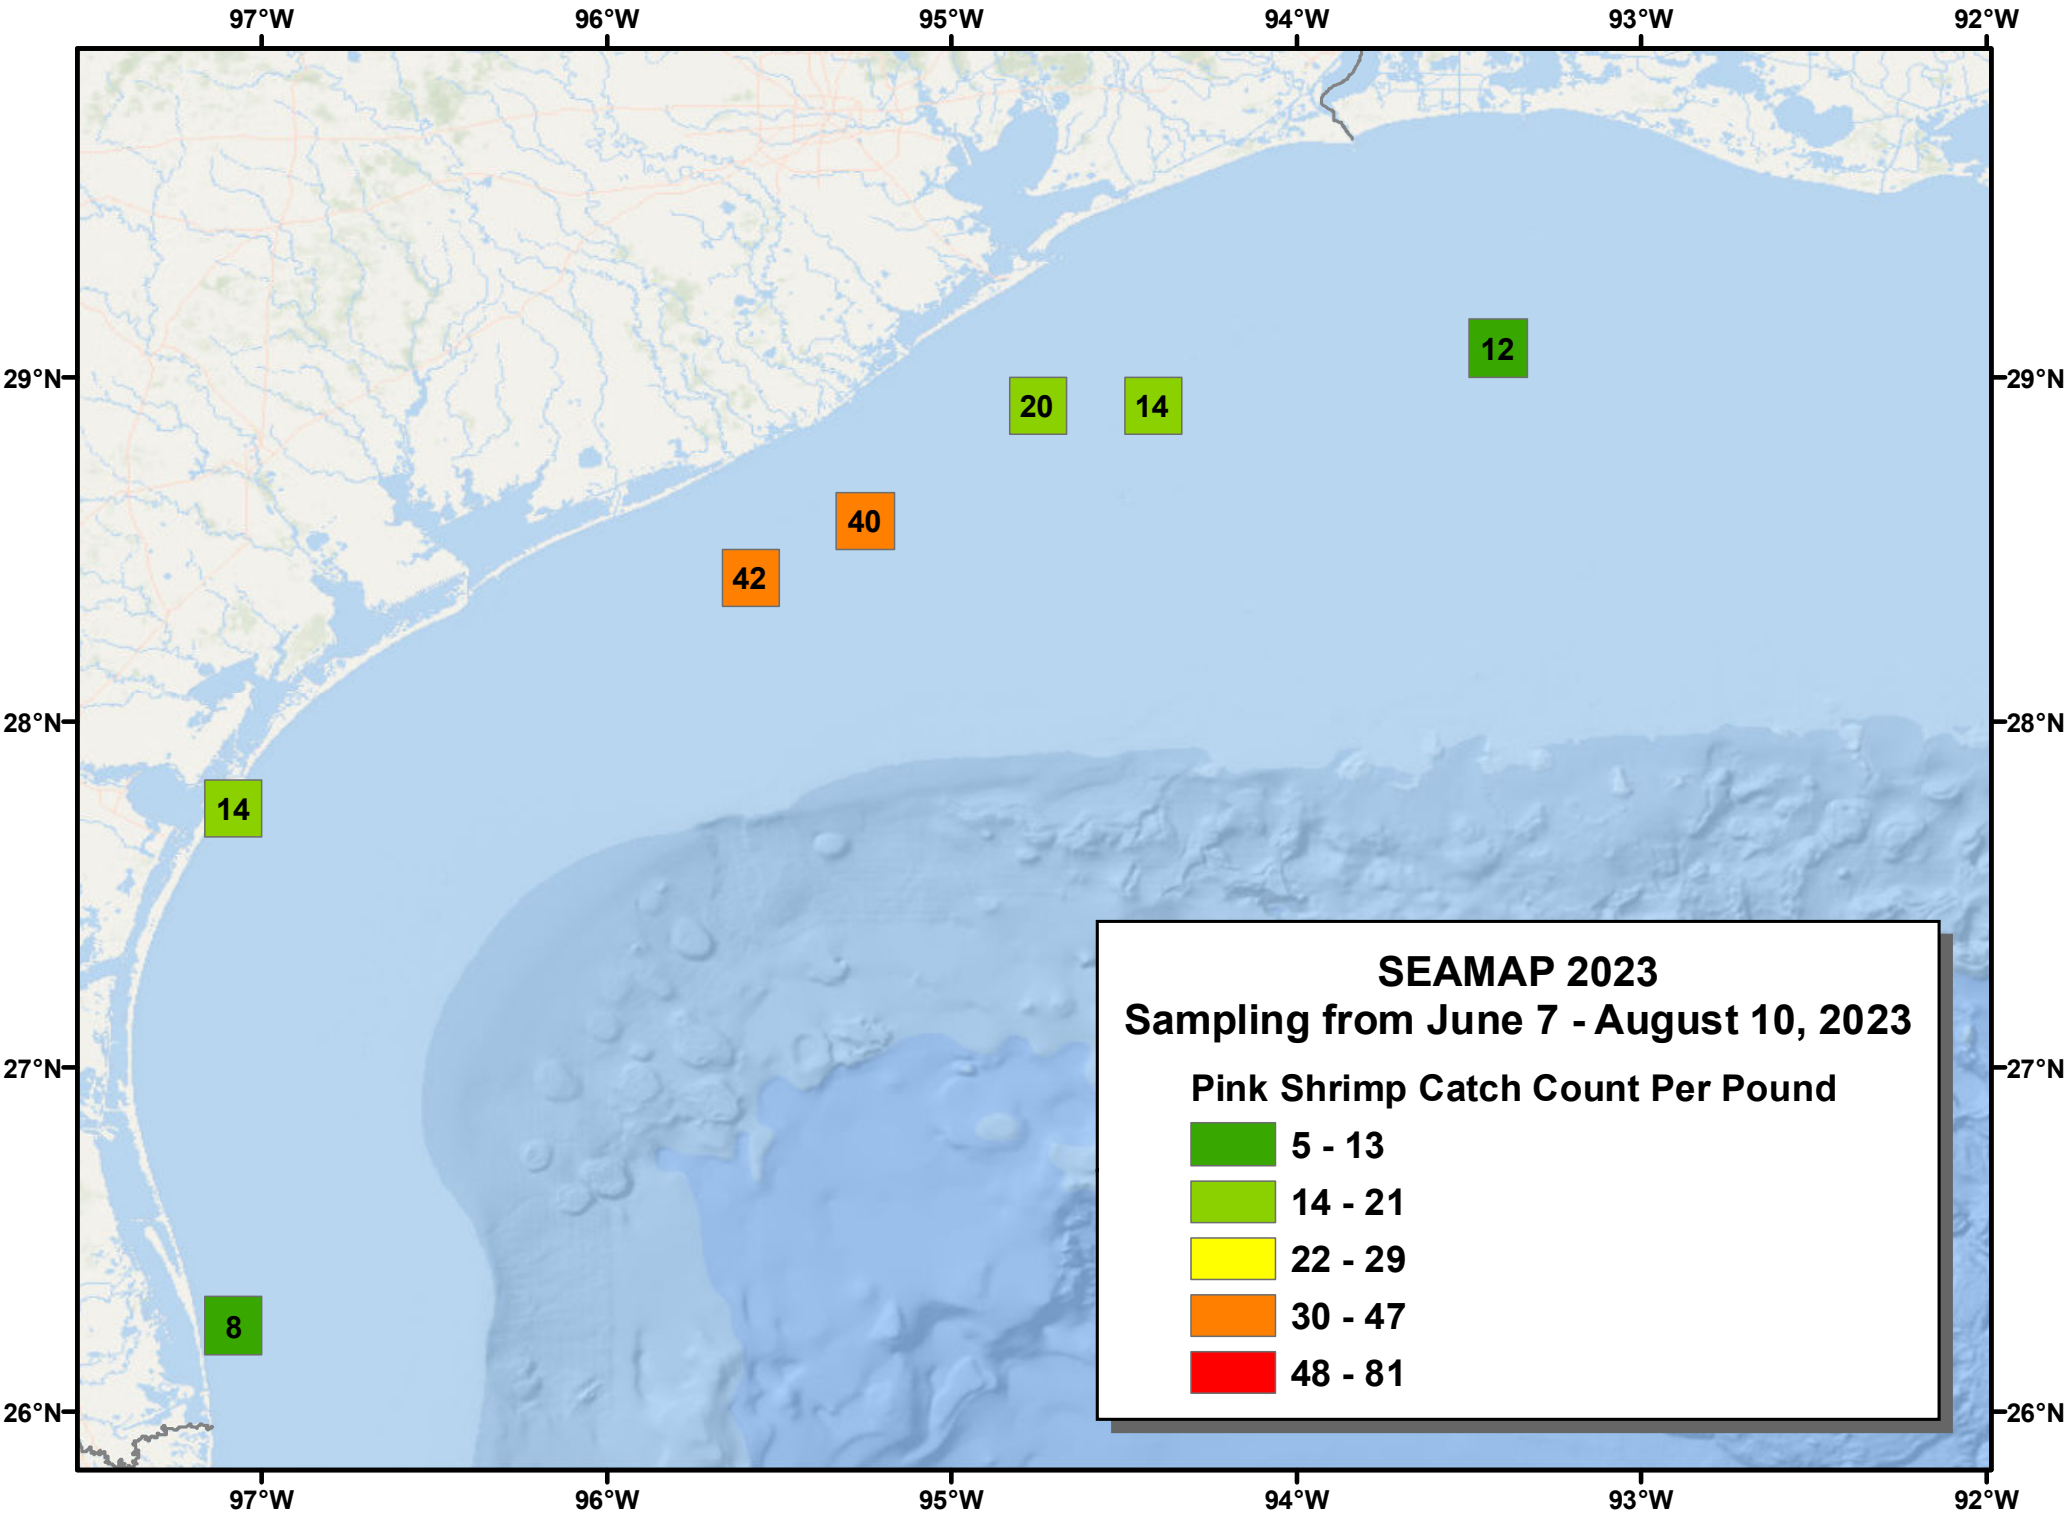 97°W 96°W 95°W 94°W 93°W 92°W
12
29°N 29°N
20 14
40
42
28°N 28°N
14
SEAMAP 2023
Sampling from June 7 - August 10, 2023
27°N 27°N
Pink Shrimp Catch Count Per Pound
5 - 13
14 - 21
22 - 29
8
30 - 47
48 - 81
26°N 26°N
97°W 96°W 95°W 94°W 93°W 92°W